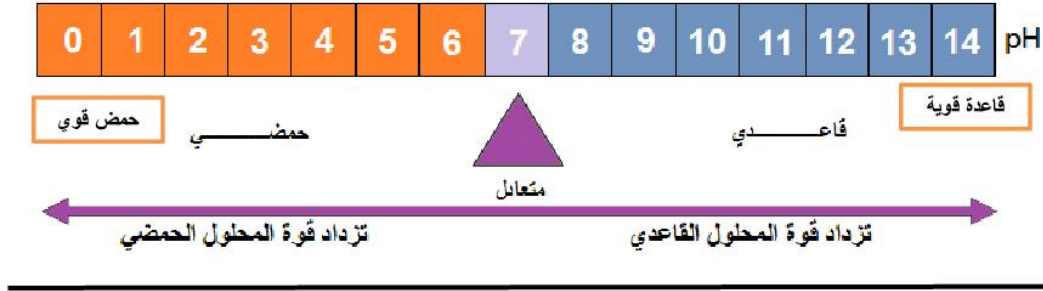 0 1 2 3 4 5 6 7 8 9 10 11 12 13 14 pH
حمض قوي
قاعدة قوية
حمضـــــــي
قاعـــــــدي
متعادل
تزداد قوة المحلول الحمضي
تزداد قوة المحلول القاعدي